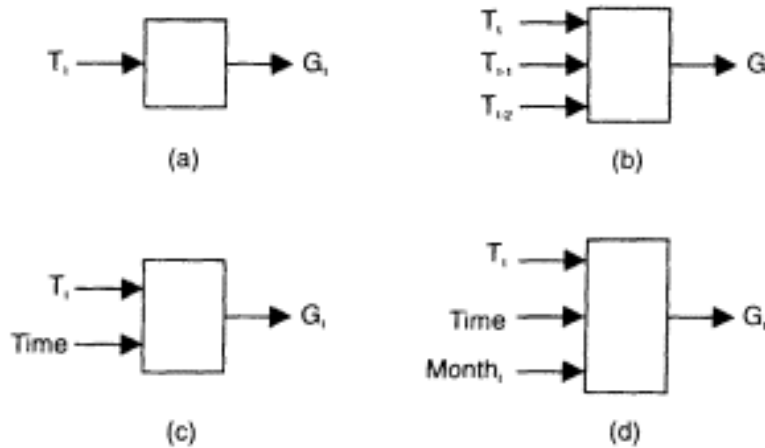 Tₜ Gₜ
(a)
Tₜ
Tₜ₋₁ G
Tₜ₋₂
(b)
Tₜ Gₜ
Time
(c)
Tₜ
Time Gₜ
Monthₜ
(d)